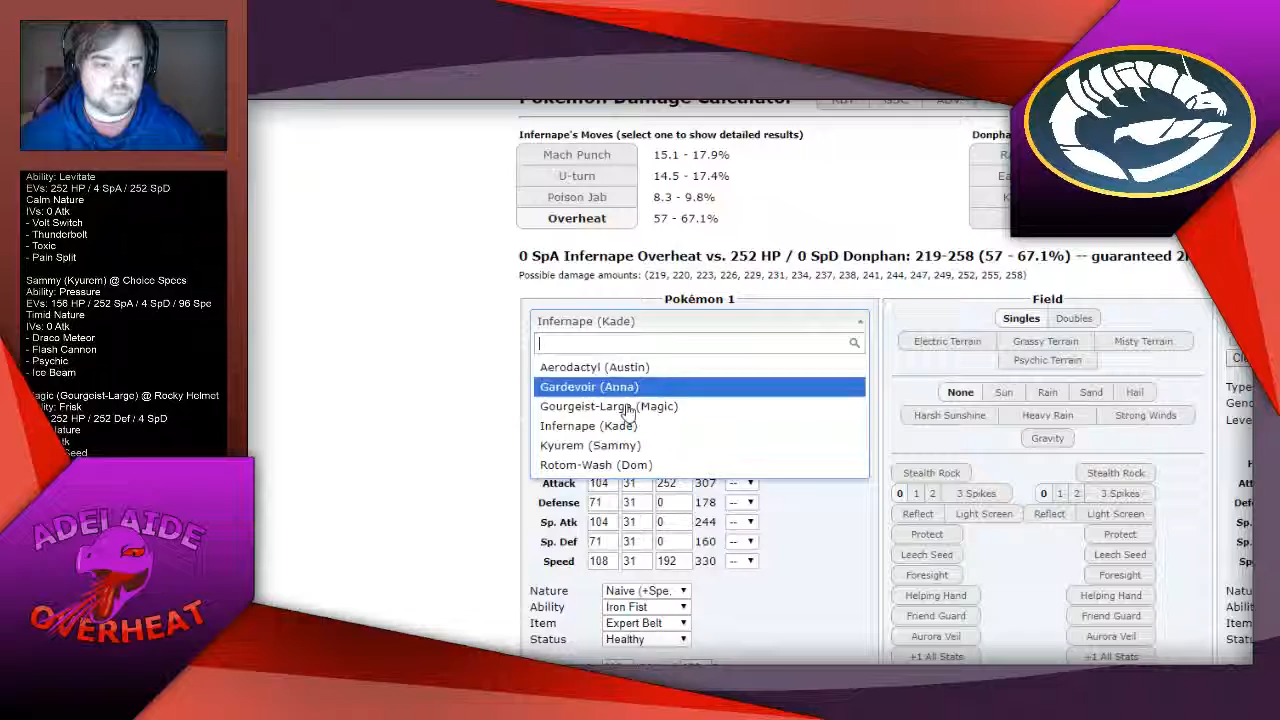 Ability: Levitate
EVs: 252 HP / 4 SpA / 252 SpD
Calm Nature
IVs: 0 Atk
- Volt Switch
- Thunderbolt
- Toxic
- Pain Split
Sammy (Kyurem) @ Choice Specs
Ability: Pressure
EVs: 156 HP / 252 SpA / 4 SpD / 96 Spe
Timid Nature
IVs: 0 Atk
- Draco Meteor
- Flash Cannon
- Psychic
- Ice Beam
(Gourgeist-Large) @ Rocky Helmet
Frisk
252 HP / 252 Def / 4 SpD
ADELAIDE
OVERHEAT
Pokémon Damage Calculator
Infernape's Moves (select one to show detailed results)
Mach Punch 15.1 - 17.9%
U-turn 14.5 - 17.4%
Poison Jab 8.3 - 9.8%
Overheat 57 - 67.1%
0 SpA Infernape Overheat vs. 252 HP / 0 SpD Donphan: 219-258 (57 - 67.1%) -- guaranteed
Possible damage amounts: (219, 220, 223, 226, 229, 231, 234, 237, 238, 241, 244, 247, 249, 252, 255, 258)
Pokémon 1
Infernape (Kade)
Aerodactyl (Austin)
Gardevoir (Anna)
Gourgeist-Large (Magic)
Infernape (Kade)
Kyurem (Sammy)
Rotom-Wash (Dom)
Attack 104 31 252 307 --
Defense 71 31 0 178 --
Sp. Atk 104 31 0 244 --
Sp. Def 71 31 0 160 --
Speed 108 31 192 330 --
Nature Naive (+Spe,
Ability Iron Fist
Item Expert Belt
Status Healthy
Field
Singles Doubles
Electric Terrain Grassy Terrain Misty Terrain
Psychic Terrain
None Sun Rain Sand Hail
Harsh Sunshine Heavy Rain Strong Winds
Gravity
Stealth Rock Stealth Rock
0 1 2 3 Spikes 0 1 2 3 Spikes
Reflect Light Screen Reflect Light Screen
Protect Protect
Leech Seed Leech Seed
Foresight Foresight
Helping Hand Helping Hand
Friend Guard Friend Guard
Aurora Veil Aurora Veil
+1 All Stats +1 All Stats